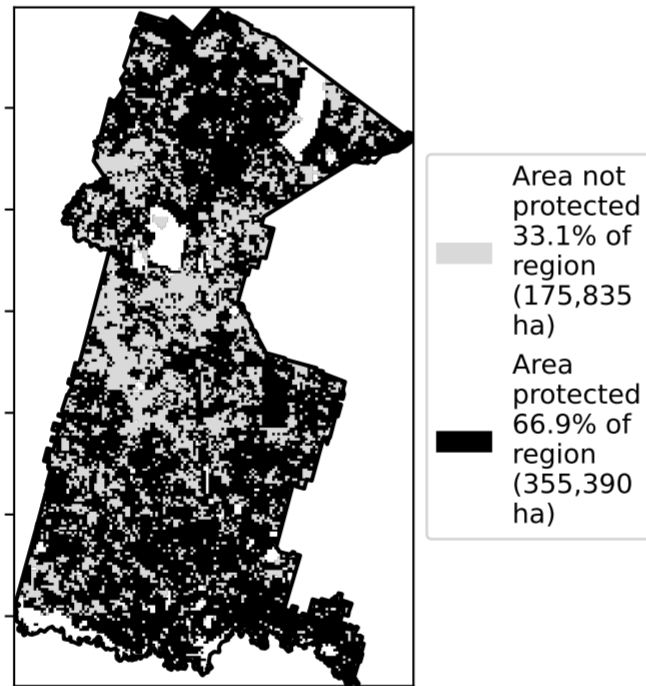 Area not
protected
33.1% of
region
(175,835
ha)
Area
protected
66.9% of
region
(355,390
ha)